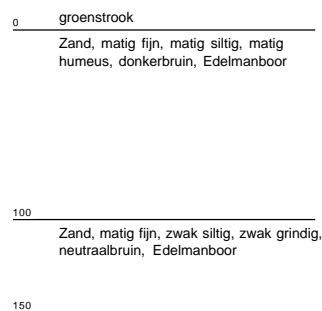 0 groenstrook
Zand, matig fijn, matig siltig, matig
humeus, donkerbruin, Edelmanboor
100
Zand, matig fijn, zwak siltig, zwak grindig,
neutraalbruin, Edelmanboor
150